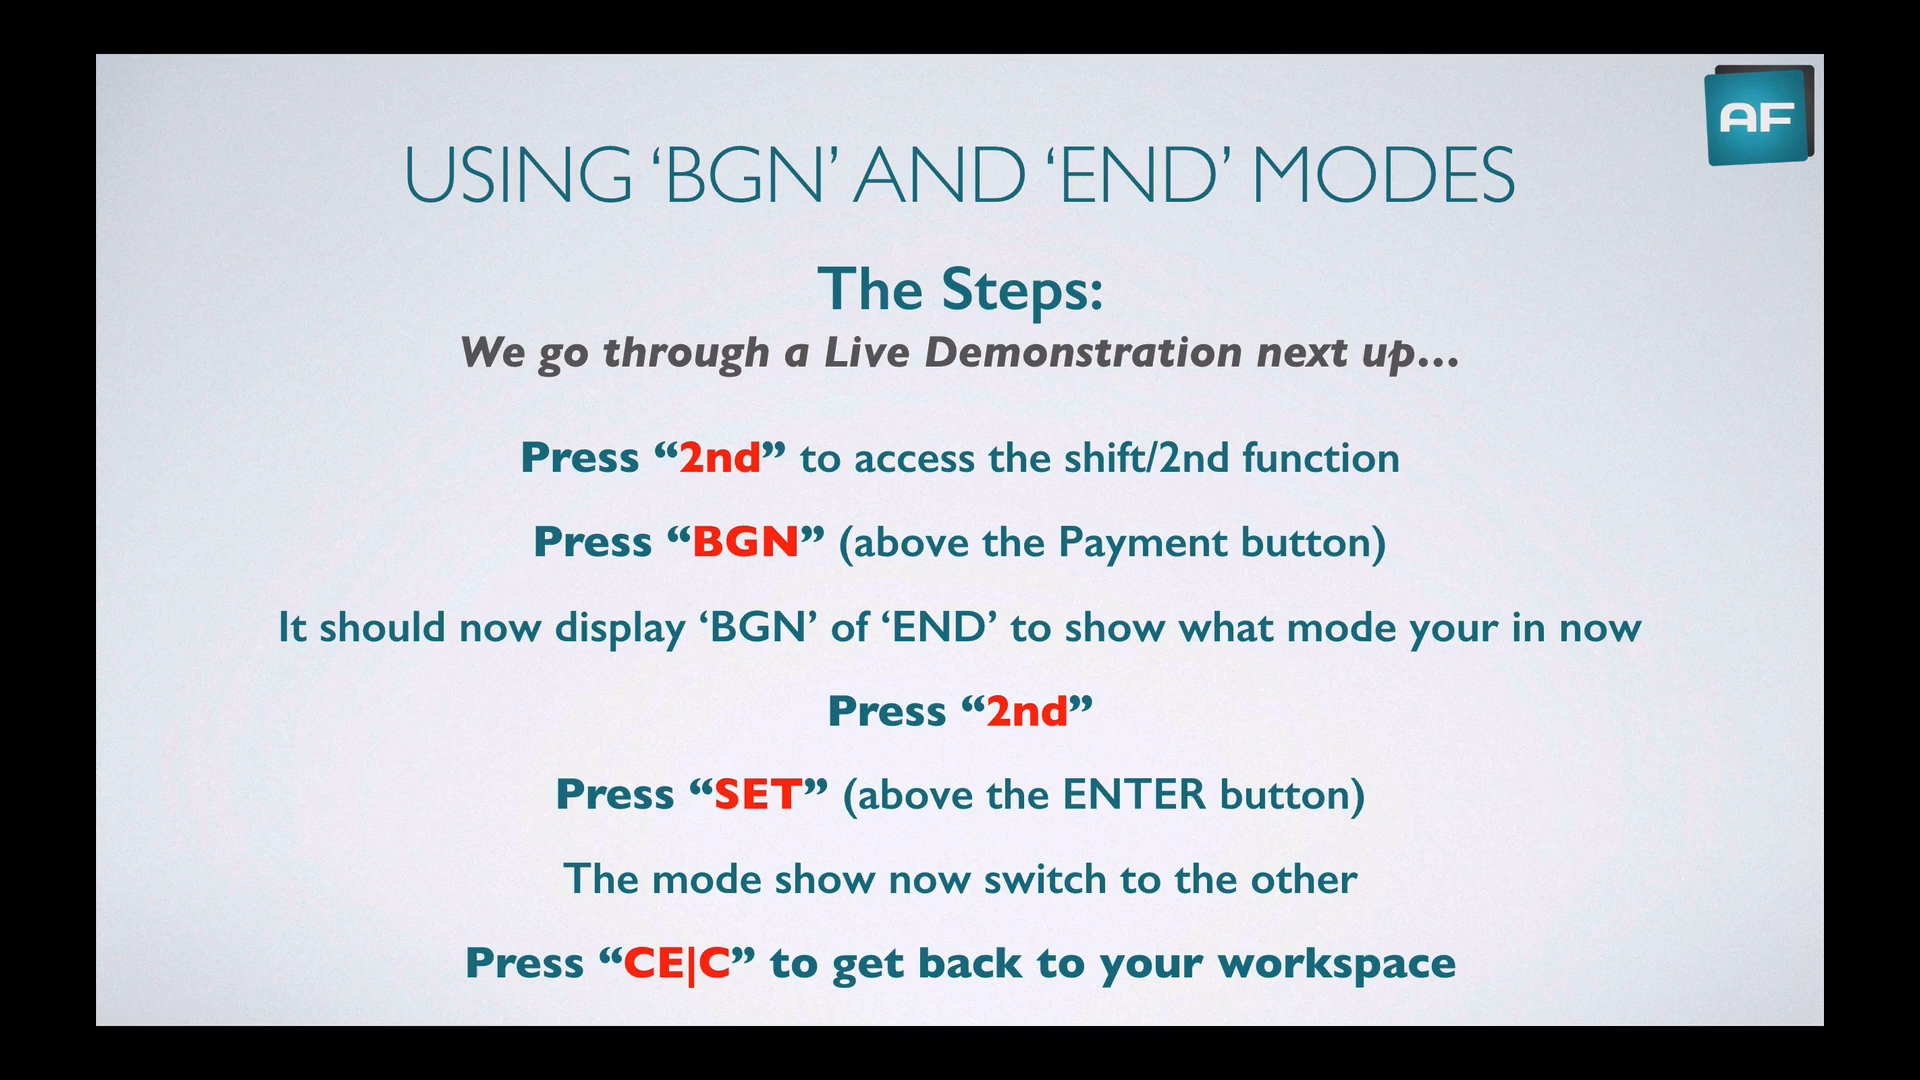 AF
USING ‘BGN’ AND ‘END’ MODES
The Steps:
We go through a Live Demonstration next up…
Press “2nd” to access the shift/2nd function
Press “BGN” (above the Payment button)
It should now display ‘BGN’ of ‘END’ to show what mode your in now
Press “2nd”
Press “SET” (above the ENTER button)
The mode show now switch to the other
Press “CE|C” to get back to your workspace